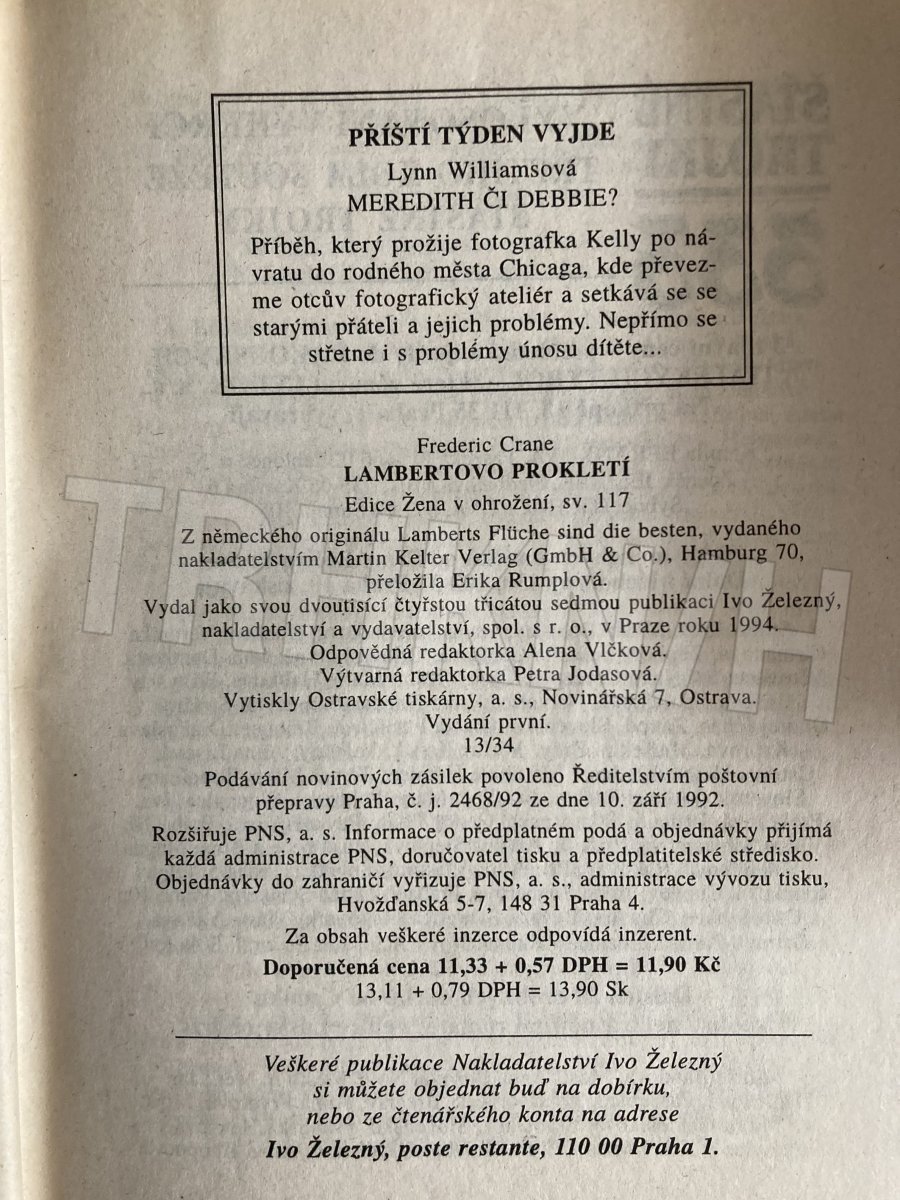 PŘÍŠTÍ TÝDEN VYJDE
Lynn Williamsová
MEREDITH ČI DEBBIE?
Příběh, který prožije fotografka Kelly po ná-
vratu do rodného města Chicaga, kde převez-
me otcův fotografický ateliér a setkává se se
starými přáteli a jejich problémy. Nepřímo se
střetne i s problémy únosu dítěte...
Frederic Crane
LAMBERTOVO PROKLETÍ
Edice Žena v ohrožení, sv. 117
Z německého originálu Lamberts Flüche sind die besten, vydaného
nakladatelstvím Martin Kelter Verlag (GmbH & Co.), Hamburg 70,
přeložila Erika Rumplová.
Vydal jako svou dvoutisící čtyřstou třicátou sedmou publikaci Ivo Železný,
nakladatelství a vydavatelství, spol. s r. o., v Praze roku 1994.
Odpovědná redaktorka Alena Vlčková.
Výtvarná redaktorka Petra Jodasová.
Vytiskly Ostravské tiskárny, a. s., Novinářská 7, Ostrava.
Vydání první.
13/34
Podávání novinových zásilek povoleno Ředitelstvím poštovní
přepravy Praha, č. j. 2468/92 ze dne 10. září 1992.
Rozšiřuje PNS, a. s. Informace o předplatném podá a objednávky přijímá
každá administrace PNS, doručovatel tisku a předplatitelské středisko.
Objednávky do zahraničí vyřizuje PNS, a. s., administrace vývozu tisku,
Hvožďanská 5-7, 148 31 Praha 4.
Za obsah veškeré inzerce odpovídá inzerent.
Doporučená cena 11,33 + 0,57 DPH = 11,90 Kč
13,11 + 0,79 DPH = 13,90 Sk
Veškeré publikace Nakladatelství Ivo Železný
si můžete objednat buď na dobírku,
nebo ze čtenářského konta na adrese
Ivo Železný, poste restante, 110 00 Praha 1.